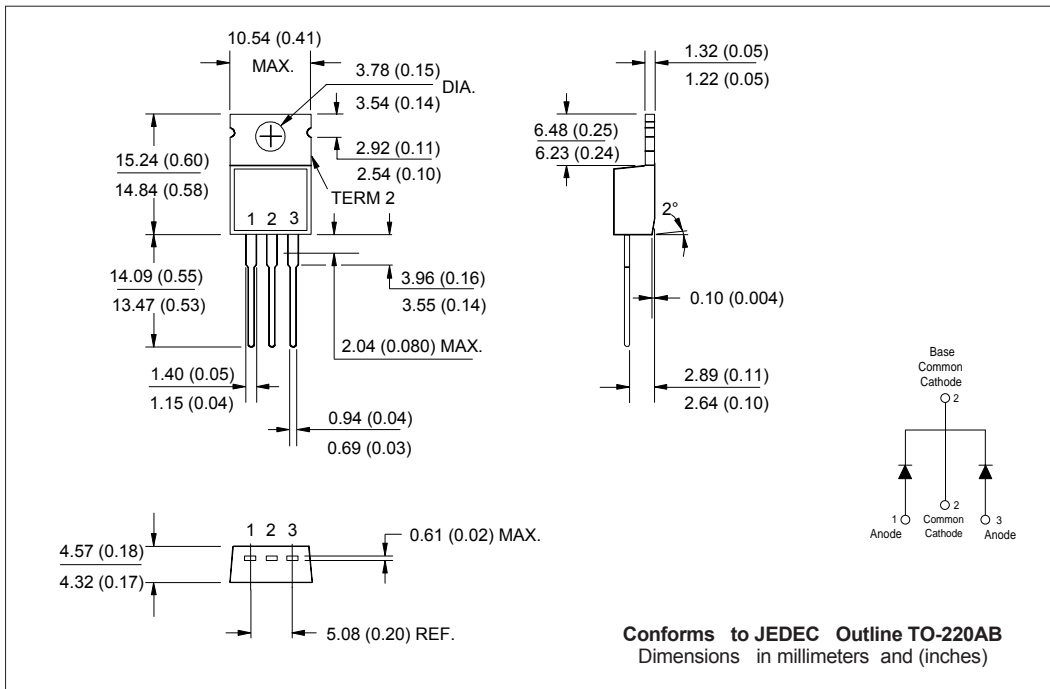 10.54 (0.41)
MAX.
3.78 (0.15)
DIA.
3.54 (0.14)
15.24 (0.60)
14.84 (0.58)
2.92 (0.11)
2.54 (0.10)
TERM 2
1 2 3
14.09 (0.55)
13.47 (0.53)
3.96 (0.16)
3.55 (0.14)
2.04 (0.080) MAX.
1.40 (0.05)
1.15 (0.04)
0.94 (0.04)
0.69 (0.03)
1.32 (0.05)
1.22 (0.05)
6.48 (0.25)
6.23 (0.24)
2°
0.10 (0.004)
2.89 (0.11)
2.64 (0.10)
Base
Common
Cathode
2
1
2
3
Anode
Common
Cathode
Anode
1 2 3
4.57 (0.18)
4.32 (0.17)
0.61 (0.02) MAX.
5.08 (0.20) REF.
Conforms to JEDEC Outline TO-220AB
Dimensions in millimeters and (inches)